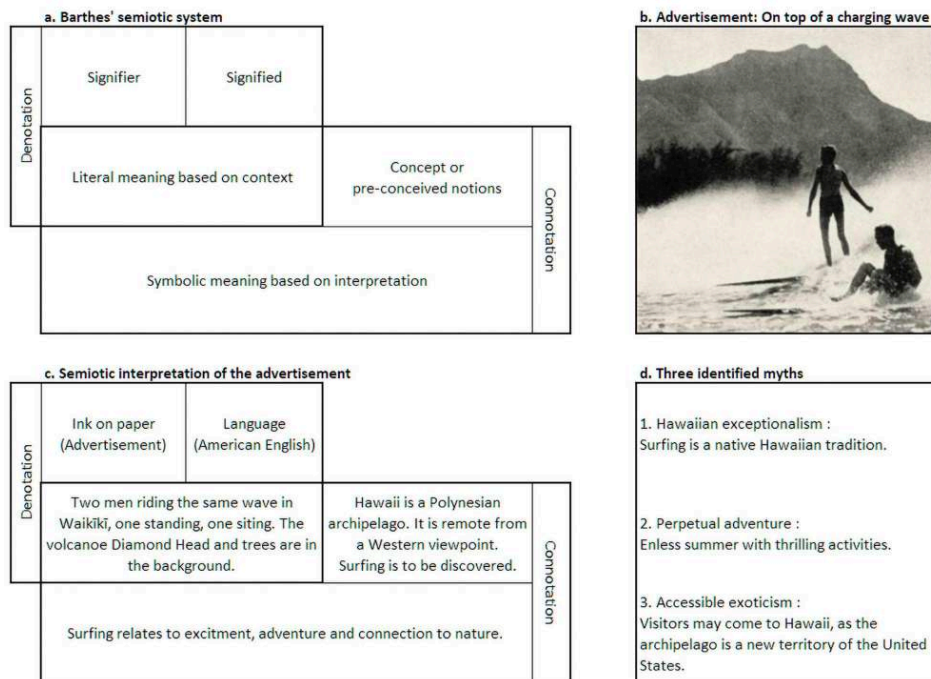 a. Barthes' semiotic system
Denotation
Signifier
Signified
Literal meaning based on context
Concept or
pre-conceived notions
Connotation
Symbolic meaning based on interpretation
b. Advertisement: On top of a charging wave
c. Semiotic interpretation of the advertisement
Denotation
Ink on paper
(Advertisement)
Language
(American English)
Two men riding the same wave in
Waikīkī, one standing, one siting. The
volcanoe Diamond Head and trees are in
the background.
Hawaii is a Polynesian
archipelago. It is remote from
a Western viewpoint.
Surfing is to be discovered.
Connotation
Surfing relates to excitment, adventure and connection to nature.
d. Three identified myths
1. Hawaiian exceptionalism :
Surfing is a native Hawaiian tradition.
2. Perpetual adventure :
Enless summer with thrilling activities.
3. Accessible exoticism :
Visitors may come to Hawaii, as the
archipelago is a new territory of the United
States.